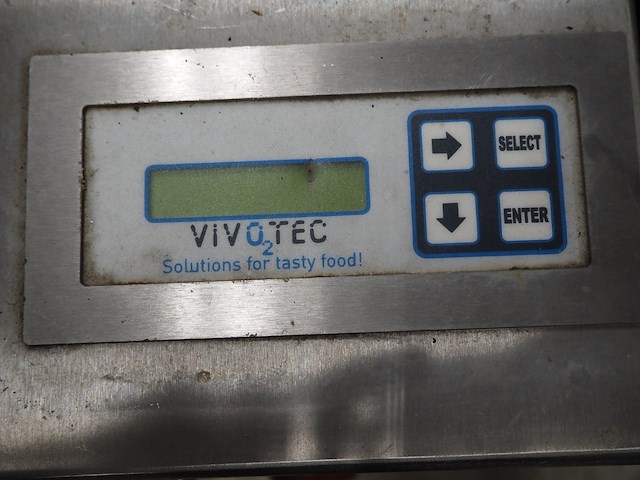 SELECT
ENTER
ViVO2TEC
Solutions for tasty food!